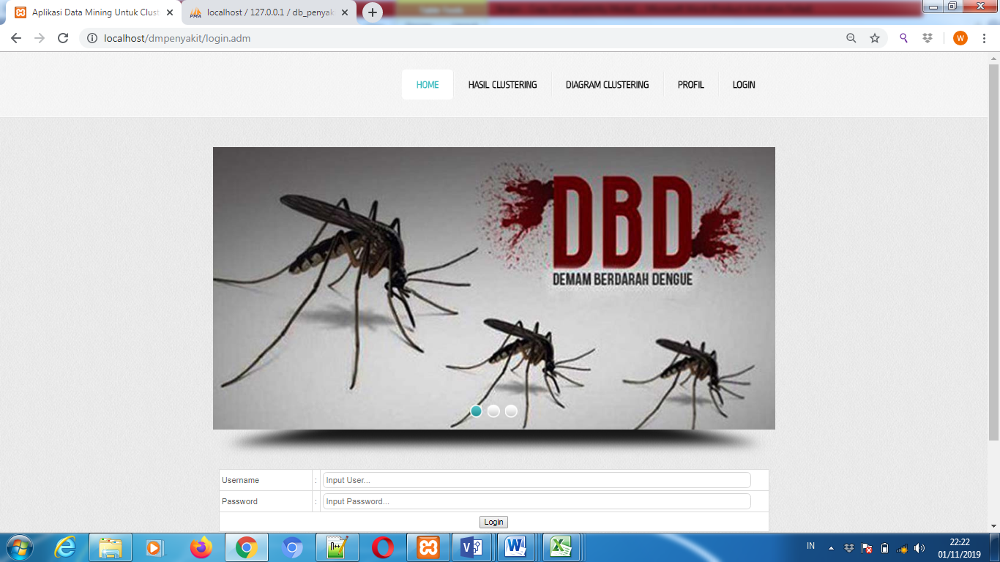 Aplikasi Data Mining Untuk Clust
localhost / 127.0.0.1 / db_penyak
localhost/dmpenyakit/login.adm
W
HOME
HASIL CLUSTERING
DIAGRAM CLUSTERING
PROFIL
LOGIN
DBD
DEMAM BERDARAH DENGUE
Username : Input User...
Password : Input Password...
Login
IN
22:22
01/11/2019